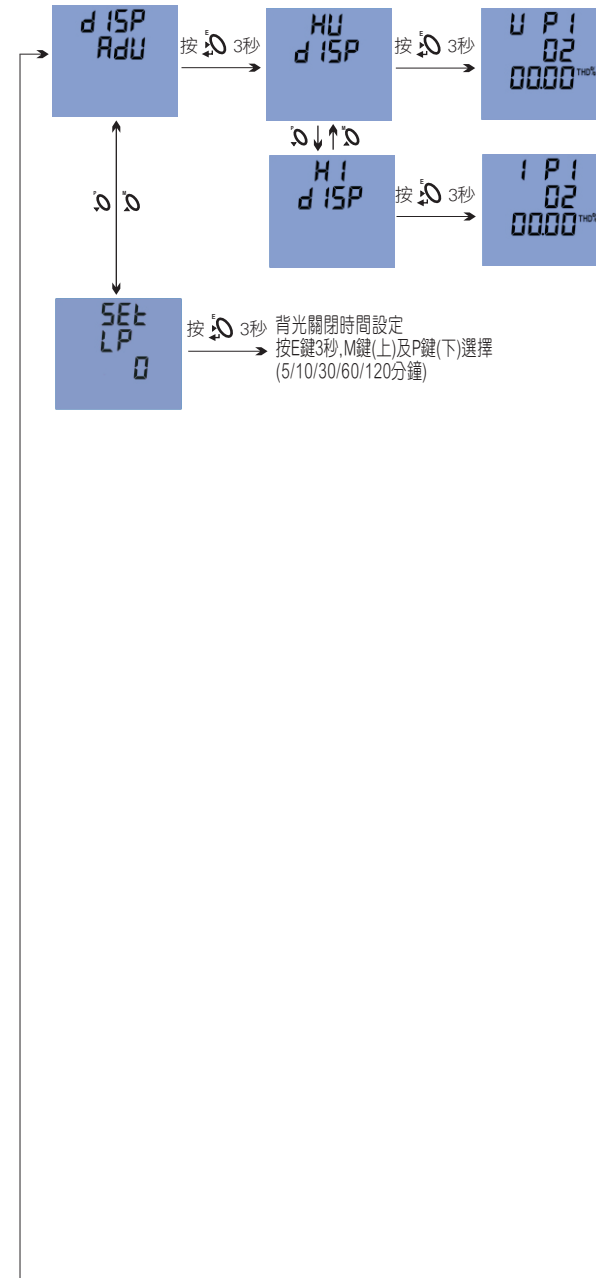 d ISP
AdU
按 E 3秒
HU
d ISP
按 E 3秒
U P1
02
00.00 THD%
P M
H I
d ISP
按 E 3秒
I P1
02
00.00 THD%
P M
SEt
LP
0
按 E 3秒
背光關閉時間設定
按E鍵3秒,M鍵(上)及P鍵(下)選擇
(5/10/30/60/120分鐘)